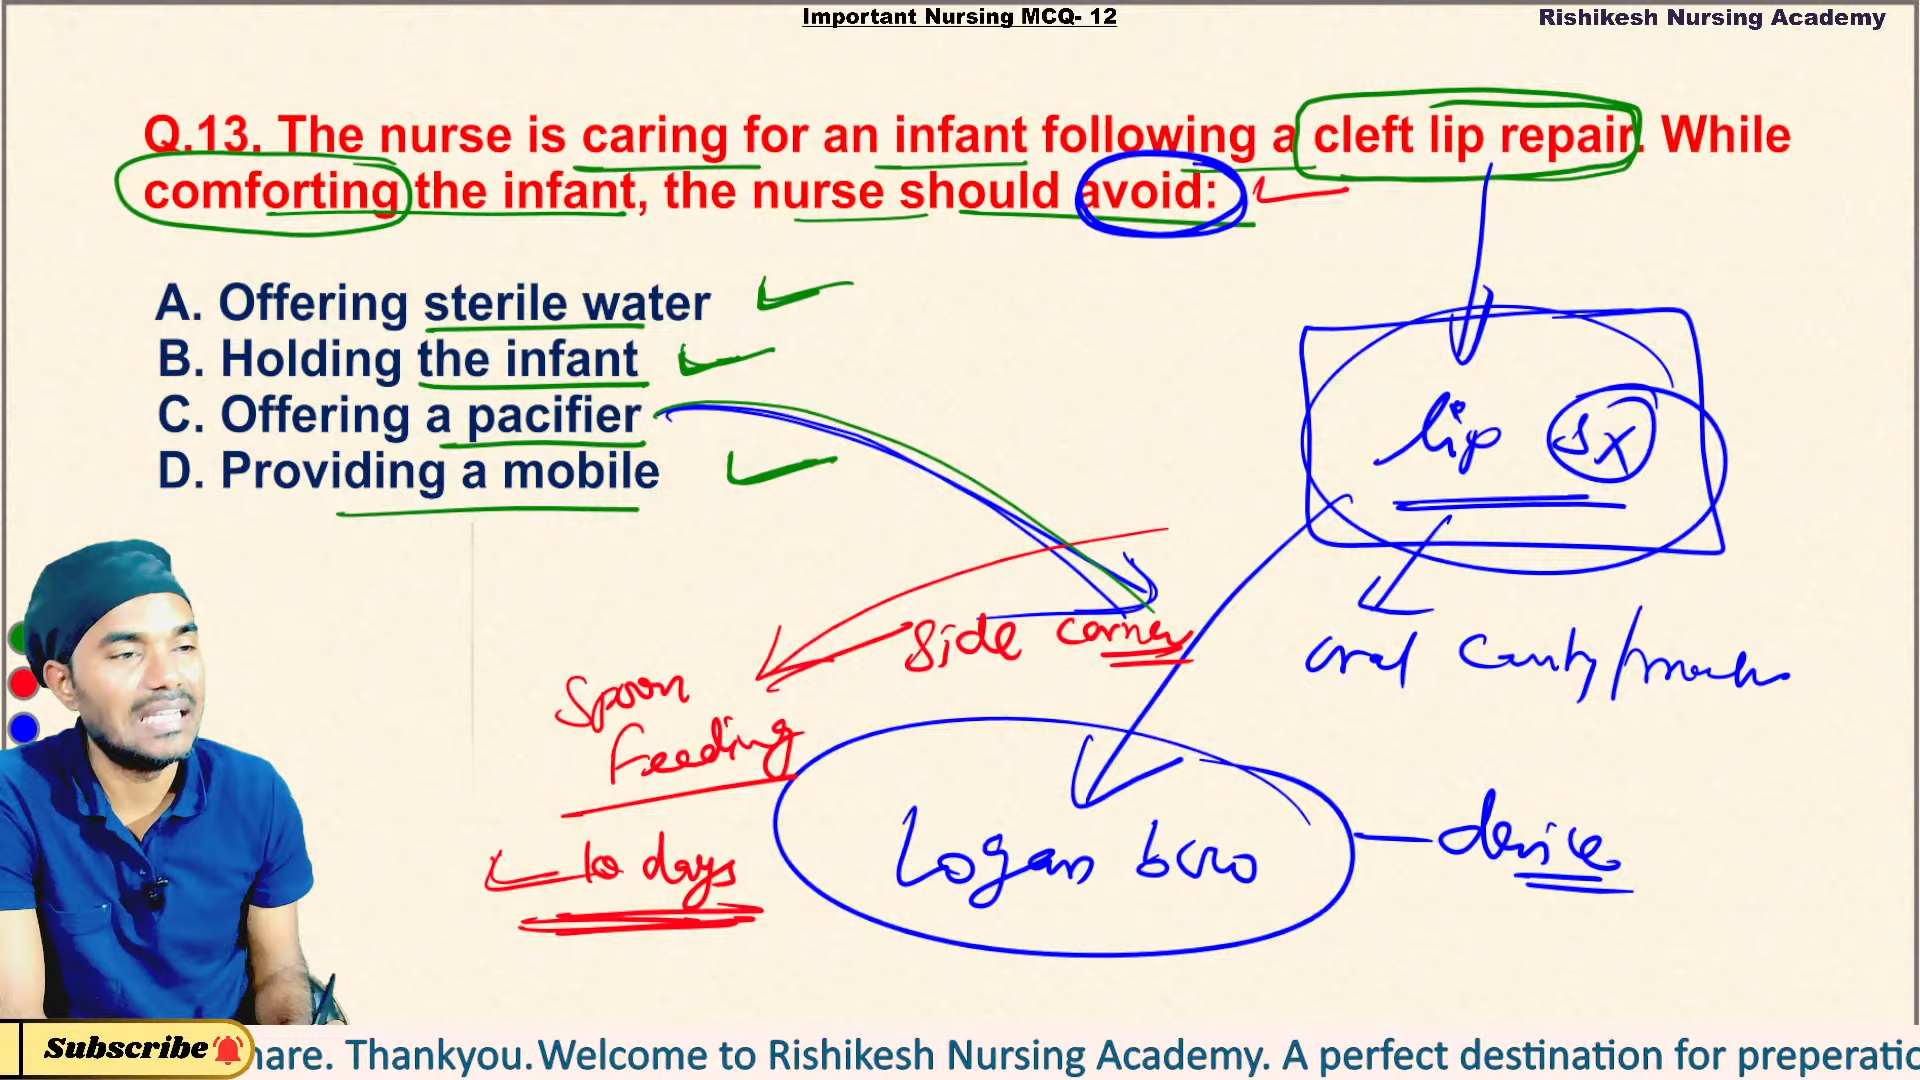 Important Nursing MCQ- 12
Rishikesh Nursing Academy
Q.13. The nurse is caring for an infant following a cleft lip repair. While
comforting the infant, the nurse should avoid:
A. Offering sterile water
B. Holding the infant
C. Offering a pacifier
D. Providing a mobile
lip Sx
side corner
oral cavity/
Spoon
Feeding
Logan bow
device
10 days
Subscribe
hare. Thankyou. Welcome to Rishikesh Nursing Academy. A perfect destination for preperatio